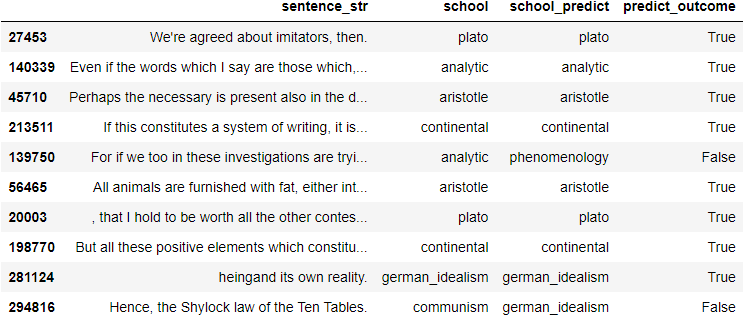 sentence_str school school_predict predict_outcome
27453 We're agreed about imitators, then. plato plato True
140339 Even if the words which I say are those which,... analytic analytic True
45710 Perhaps the necessary is present also in the d... aristotle aristotle True
213511 If this constitutes a system of writing, it is... continental continental True
139750 For if we too in these investigations are tryi... analytic phenomenology False
56465 All animals are furnished with fat, either int... aristotle aristotle True
20003 , that I hold to be worth all the other contes... plato plato True
198770 But all these positive elements which constitu... continental continental True
281124 heingand its own reality. german_idealism german_idealism True
294816 Hence, the Shylock law of the Ten Tables. communism german_idealism False